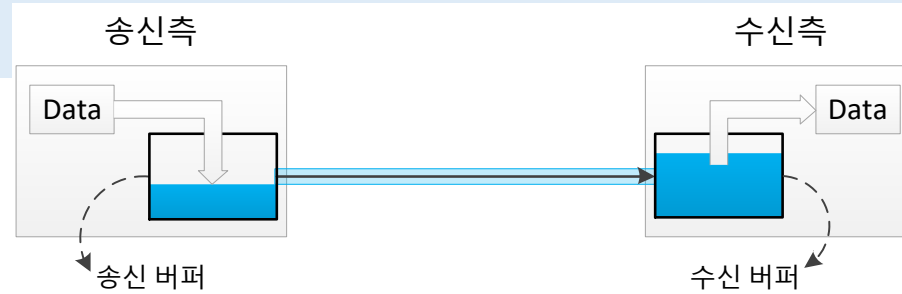 송신측
수신측
Data
Data
송신 버퍼
수신 버퍼